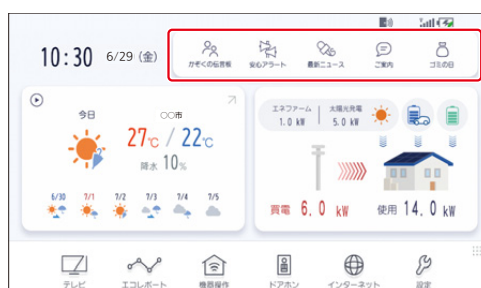 10:30 6/29 (金)
かぞくの伝言板 安心アラート 最新ニュース ご案内 ゴミの日
今日
〇〇市
27℃ / 22℃
降水 10%
6/30 7/1 7/2 7/3 7/4 7/5
エネファーム 太陽光発電
1.0 kW 5.0 kW
買電 6.0 kW 使用 14.0 kW
テレビ エコレポート 機器操作 ドアホン インターネット 設定